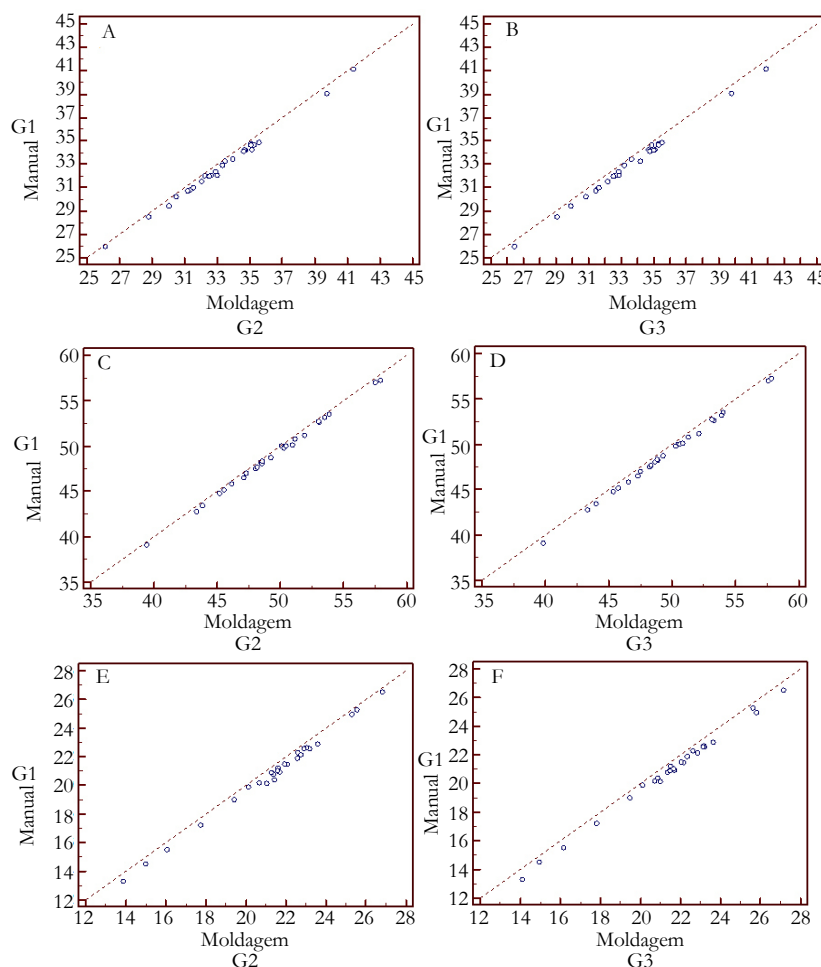 A
45
43
41
39
37
35
33
31
29
27
25
G1
Manual
25 27 29 31 33 35 37 39 41 43 45
Moldagem
G2
B
45
43
41
39
37
35
33
31
29
27
25
G1
Manual
25 27 29 31 33 35 37 39 41 43 45
Moldagem
G3
C
60
55
50
45
40
35
G1
Manual
35 40 45 50 55 60
Moldagem
G2
D
60
55
50
45
40
35
G1
Manual
35 40 45 50 55 60
Moldagem
G3
E
28
26
24
22
20
18
16
14
12
G1
Manual
12 14 16 18 20 22 24 26 28
Moldagem
G2
F
28
26
24
22
20
18
16
14
12
G1
Manual
12 14 16 18 20 22 24 26 28
Moldagem
G3